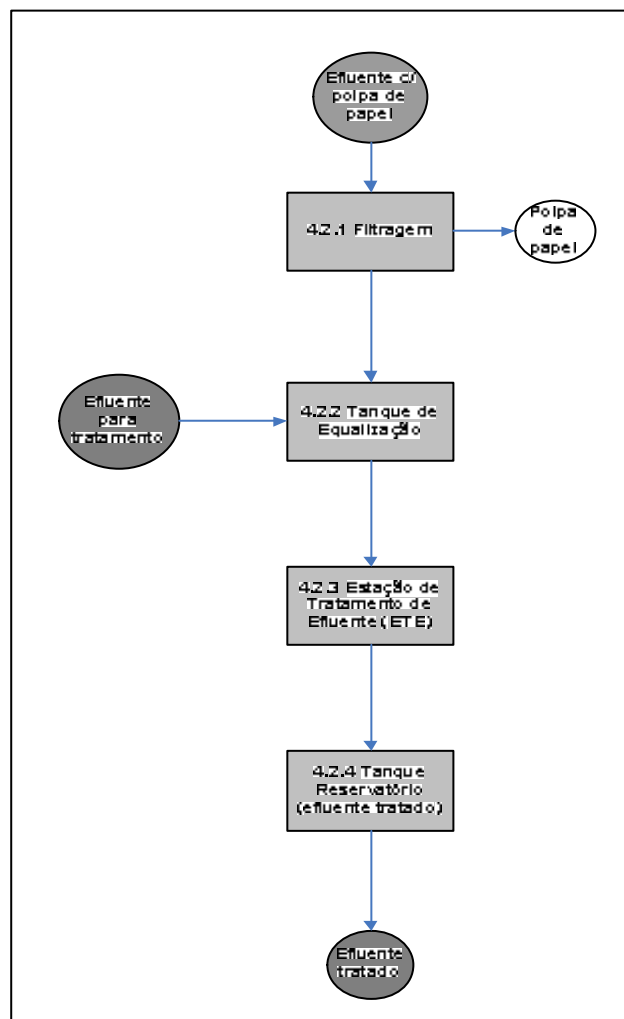 Efluente c/
polpa de
papel
4.2.1 Filtragem
Polpa
de
papel
Efluente
para
tratamento
4.2.2 Tanque de
Equalização
4.2.3 Estação de
Tratamento de
Efluente (ETE)
4.2.4 Tanque
Reservatório
(efluente tratado)
Efluente
tratado